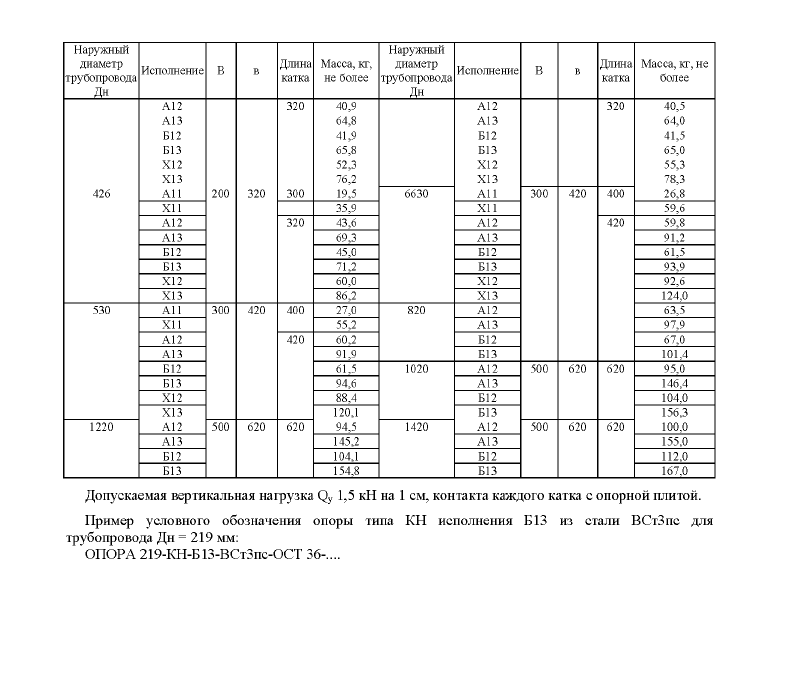 Наружный диаметр трубопровода Дн | Исполнение | В | в | Длина катка | Масса, кг, не более | Наружный диаметр трубопровода Дн | Исполнение | В | в | Длина катка | Масса, кг, не более
| А12 | | | 320 | 40,9 | | А12 | | | 320 | 40,5
| А13 | | | | 64,8 | | А13 | | | | 64,0
| Б12 | | | | 41,9 | | Б12 | | | | 41,5
| Б13 | | | | 65,8 | | Б13 | | | | 65,0
| Х12 | | | | 52,3 | | Х12 | | | | 55,3
| Х13 | | | | 76,2 | | Х13 | | | | 78,3
426 | А11 | 200 | 320 | 300 | 19,5 | 6630 | А11 | 300 | 420 | 400 | 26,8
| Х11 | | | | 35,9 | | Х11 | | | | 59,6
| А12 | | | 320 | 43,6 | | А12 | | | 420 | 59,8
| А13 | | | | 69,3 | | А13 | | | | 91,2
| Б12 | | | | 45,0 | | Б12 | | | | 61,5
| Б13 | | | | 71,2 | | Б13 | | | | 93,9
| Х12 | | | | 60,0 | | Х12 | | | | 92,6
| Х13 | | | | 86,2 | | Х13 | | | | 124,0
530 | А11 | 300 | 420 | 400 | 27,0 | 820 | А12 | | | | 63,5
| Х11 | | | | 55,2 | | А13 | | | | 97,9
| А12 | | | 420 | 60,2 | | Б12 | | | | 67,0
| А13 | | | | 91,9 | | Б13 | | | | 101,4
| Б12 | | | | 61,5 | 1020 | А12 | 500 | 620 | 620 | 95,0
| Б13 | | | | 94,6 | | А13 | | | | 146,4
| Х12 | | | | 88,4 | | Б12 | | | | 104,0
| Х13 | | | | 120,1 | | Б13 | | | | 156,3
1220 | А12 | 500 | 620 | 620 | 94,5 | 1420 | А12 | 500 | 620 | 620 | 100,0
| А13 | | | | 145,2 | | А13 | | | | 155,0
| Б12 | | | | 104,1 | | Б12 | | | | 112,0
| Б13 | | | | 154,8 | | Б13 | | | | 167,0
Допускаемая вертикальная нагрузка Qу 1,5 кН на 1 см, контакта каждого катка с опорной плитой.
Пример условного обозначения опоры типа КН исполнения Б13 из стали ВСт3пс для
трубопровода Дн = 219 мм:
ОПОРА 219-КН-Б13-ВСт3пс-ОСТ 36-....